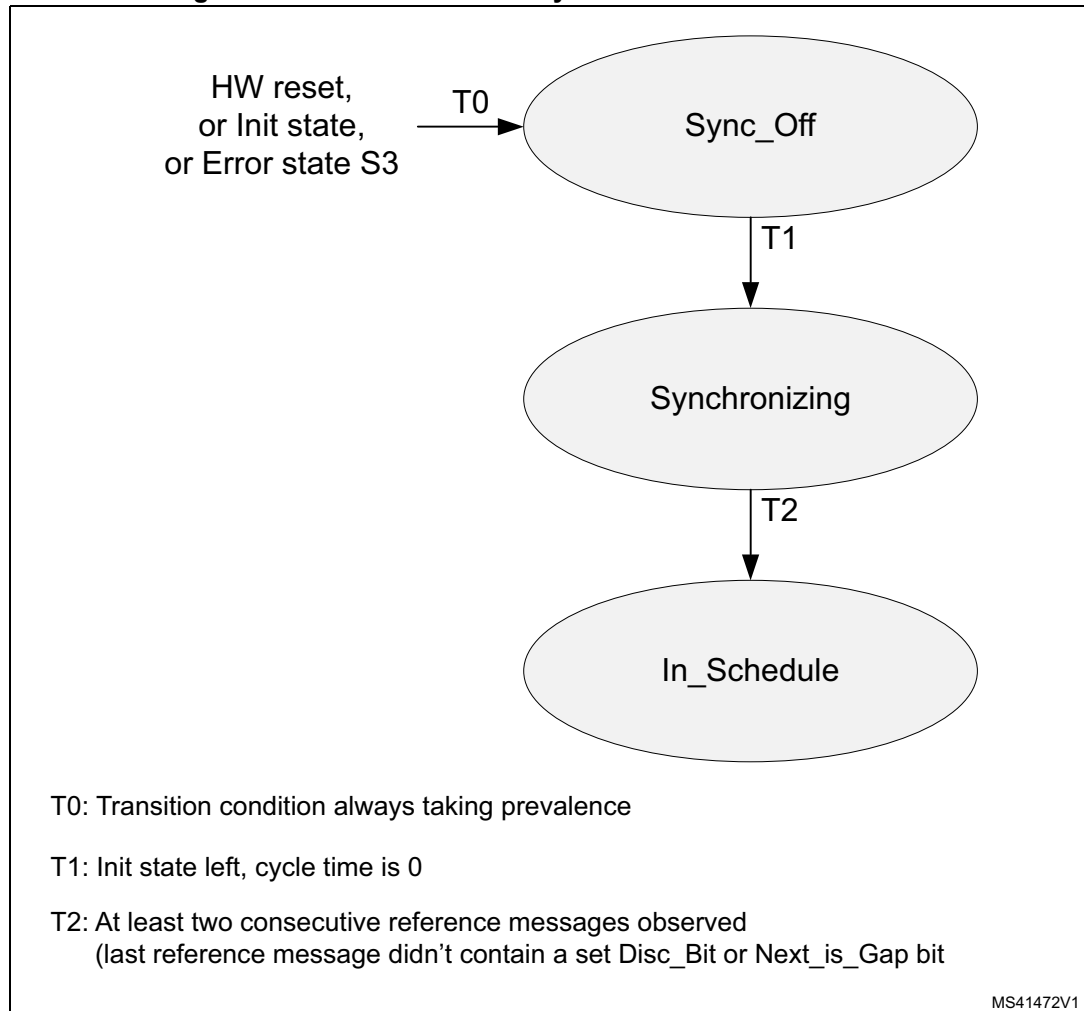 HW reset,
or Init state,
or Error state S3
T0
Sync_Off
T1
Synchronizing
T2
In_Schedule
T0: Transition condition always taking prevalence
T1: Init state left, cycle time is 0
T2: At least two consecutive reference messages observed
(last reference message didn't contain a set Disc_Bit or Next_is_Gap bit
MS41472V1